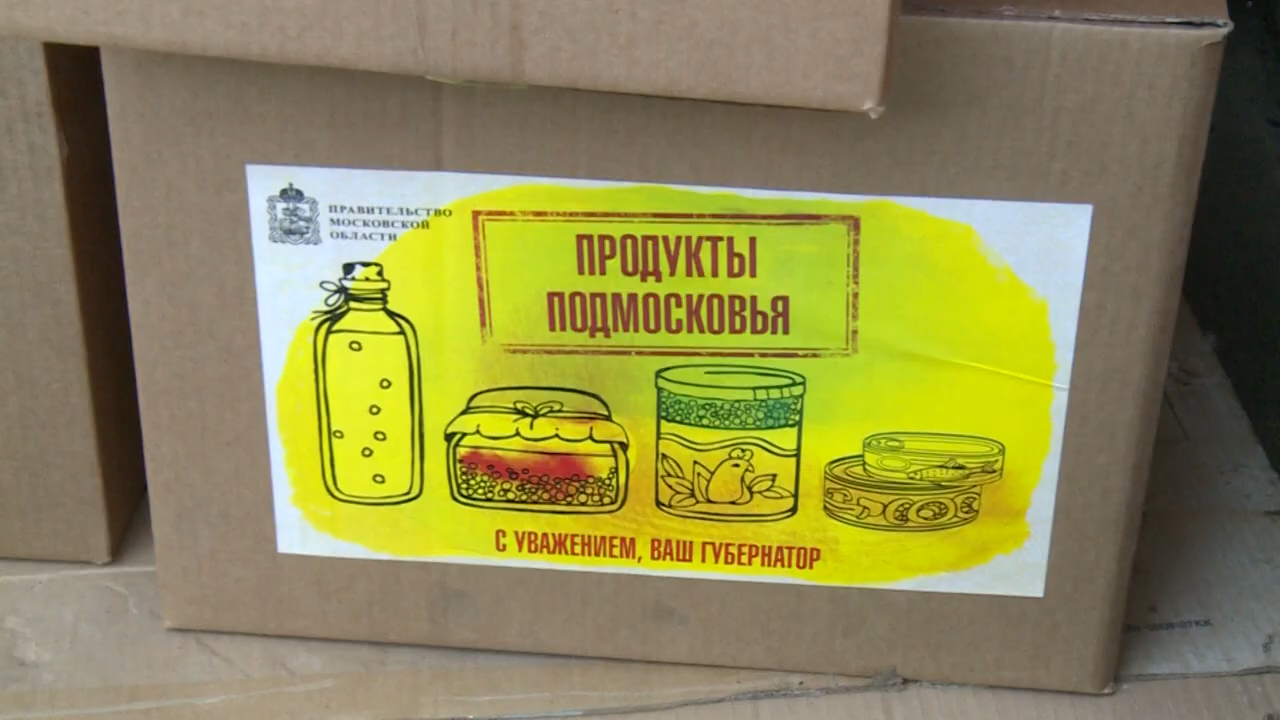 ПРАВИТЕЛЬСТВО
МОСКОВСКОЙ
ОБЛАСТИ
ПРОДУКТЫ
ПОДМОСКОВЬЯ
С УВАЖЕНИЕМ, ВАШ ГУБЕРНАТОР